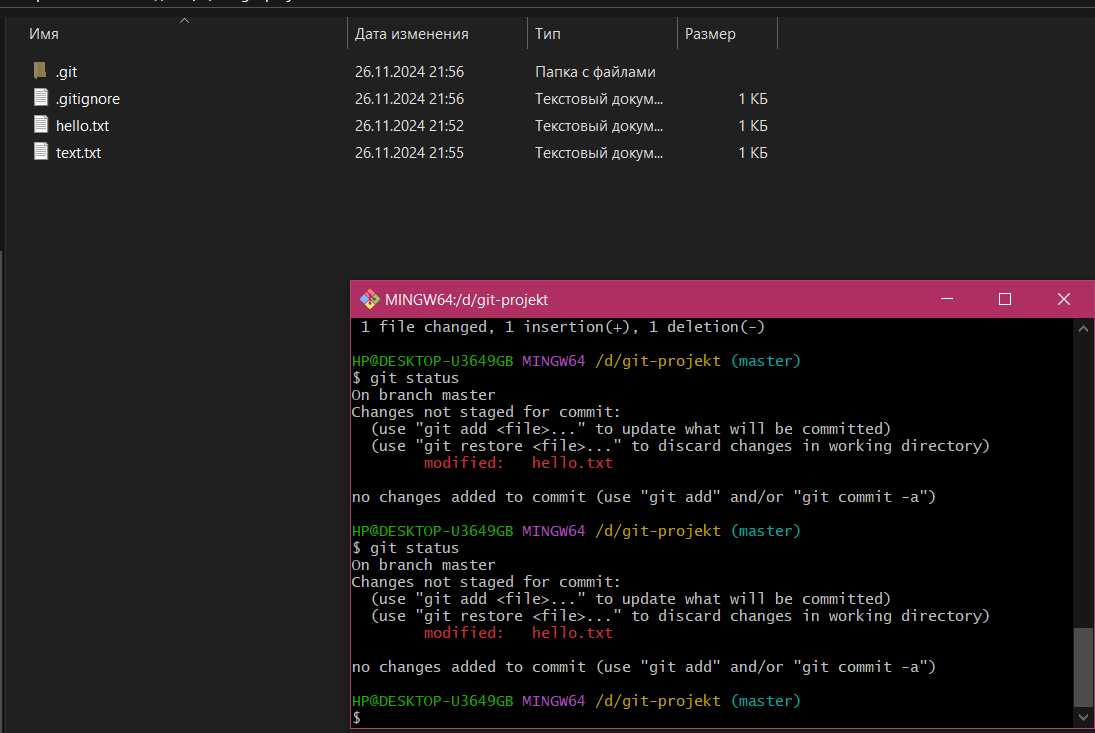 Имя Дата изменения Тип Размер
.git 26.11.2024 21:56 Папка с файлами
.gitignore 26.11.2024 21:56 Текстовый докум... 1 КБ
hello.txt 26.11.2024 21:52 Текстовый докум... 1 КБ
text.txt 26.11.2024 21:55 Текстовый докум... 1 КБ
MINGW64:/d/git-projekt
1 file changed, 1 insertion(+), 1 deletion(-)
HP@DESKTOP-U3649GB MINGW64 /d/git-projekt (master)
$ git status
On branch master
Changes not staged for commit:
(use "git add <file>..." to update what will be committed)
(use "git restore <file>..." to discard changes in working directory)
modified: hello.txt
no changes added to commit (use "git add" and/or "git commit -a")
HP@DESKTOP-U3649GB MINGW64 /d/git-projekt (master)
$ git status
On branch master
Changes not staged for commit:
(use "git add <file>..." to update what will be committed)
(use "git restore <file>..." to discard changes in working directory)
modified: hello.txt
no changes added to commit (use "git add" and/or "git commit -a")
HP@DESKTOP-U3649GB MINGW64 /d/git-projekt (master)
$